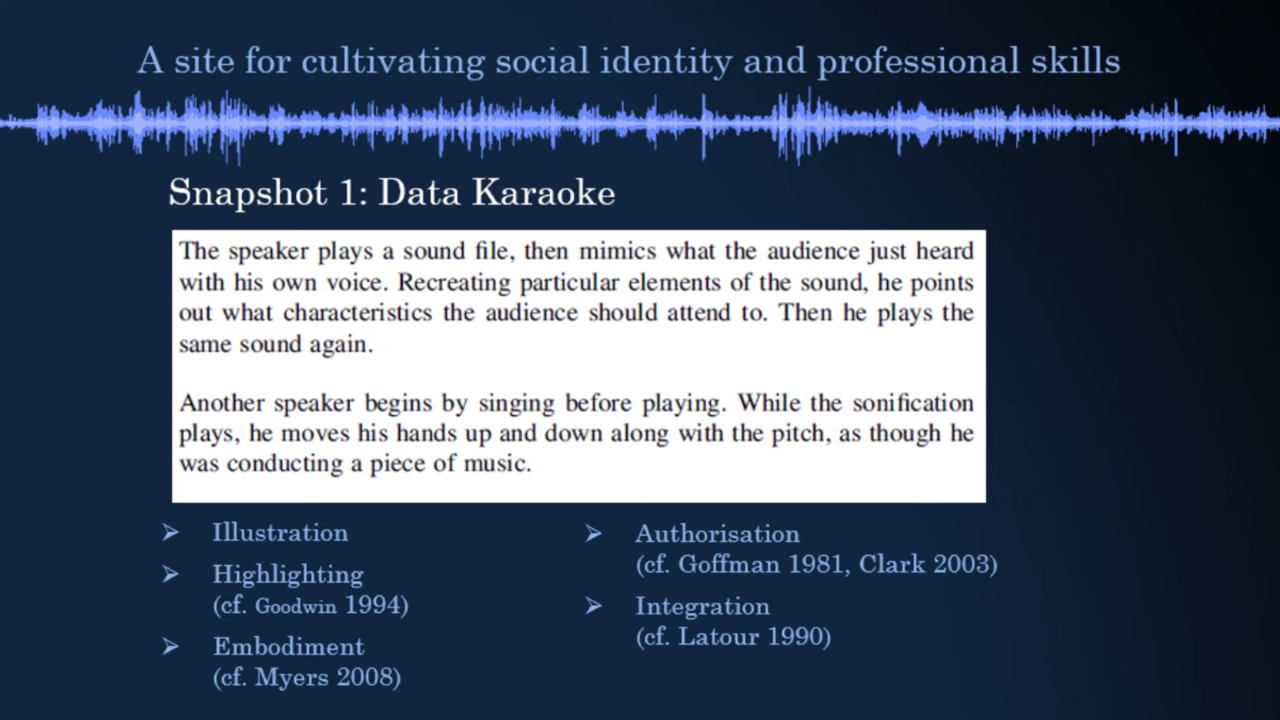 A site for cultivating social identity and professional skills
Snapshot 1: Data Karaoke
The speaker plays a sound file, then mimics what the audience just heard
with his own voice. Recreating particular elements of the sound, he points
out what characteristics the audience should attend to. Then he plays the
same sound again.
Another speaker begins by singing before playing. While the sonification
plays, he moves his hands up and down along with the pitch, as though he
was conducting a piece of music.
➢ Illustration
➢ Highlighting
(cf. Goodwin 1994)
➢ Embodiment
(cf. Myers 2008)
➢ Authorisation
(cf. Goffman 1981, Clark 2003)
➢ Integration
(cf. Latour 1990)